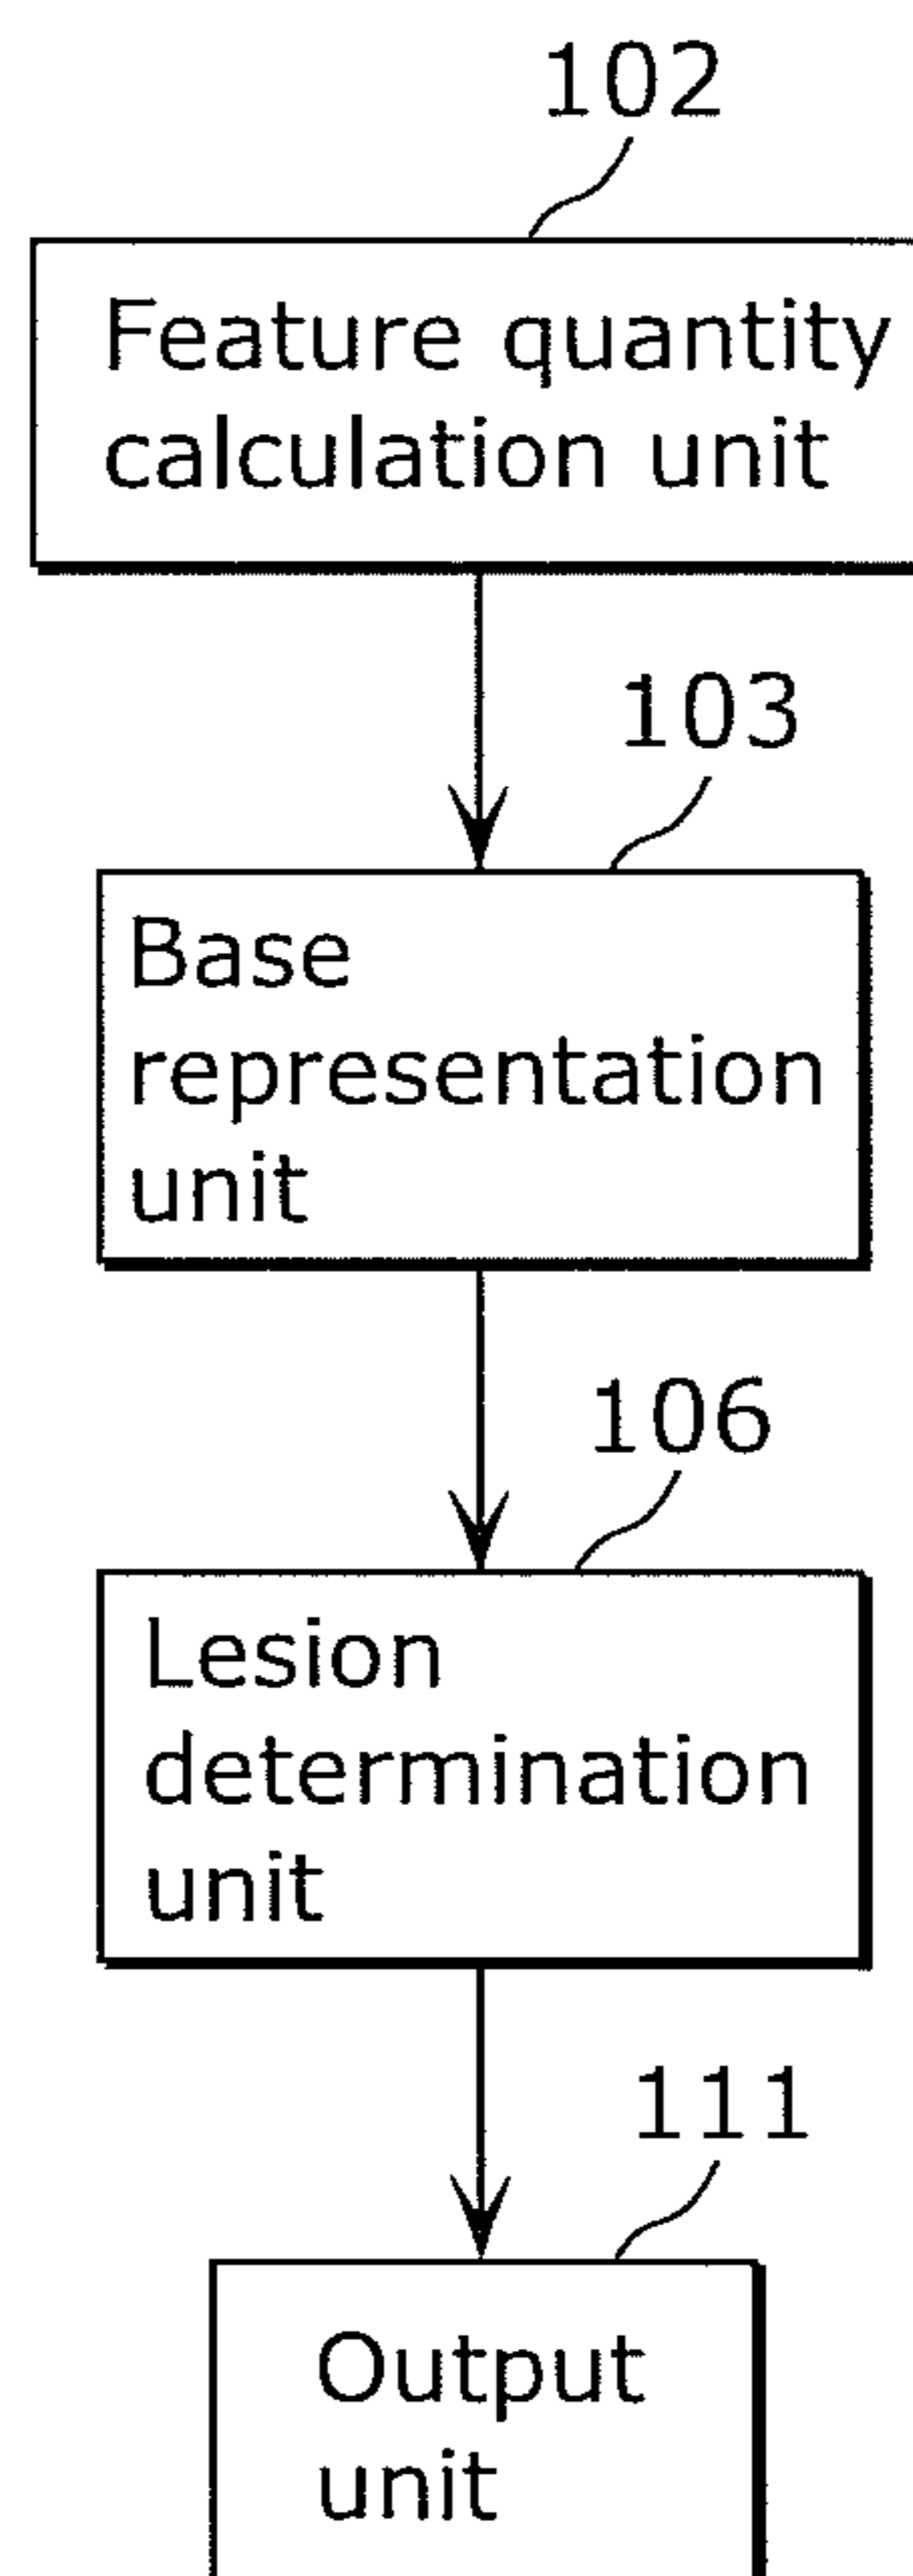 102
Feature quantity
calculation unit
103
Base
representation
unit
106
Lesion
determination
unit
111
Output
unit